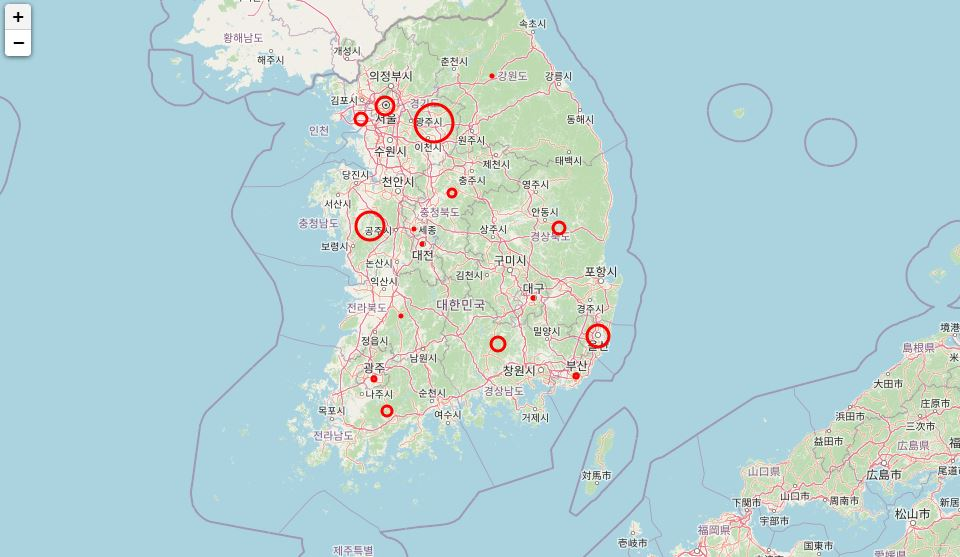 +
속초시
황해남도
개성시
해주시
−
춘천시
강원도
강릉시
의정부시
김포시
경기도
서울
광주시
동해시
인천
원주시
이천시
수원시
태백시
제천시
당진시
천안시
충주시
영주시
서산시
충청북도
안동시
충청남도
공주시
세종
상주시
경상북도
보령시
대전
논산시
구미시
김천시
포항시
익산시
대구
전라북도
대한민국
경주시
밀양시
정읍시
울산
남원시
광주
창원시
부산
나주시
순천시
경상남도
목포시
여수시
거제시
전라남도
境港
島根県
米
大田市
庄原市
浜田市
三次市
益田市
広島県
福
対馬市
山口県
広島市
尾道
山口市
周南市
下関市
新居
松山市
宇部市
福岡県
壱岐市
国東市
愛媛県
제주특별